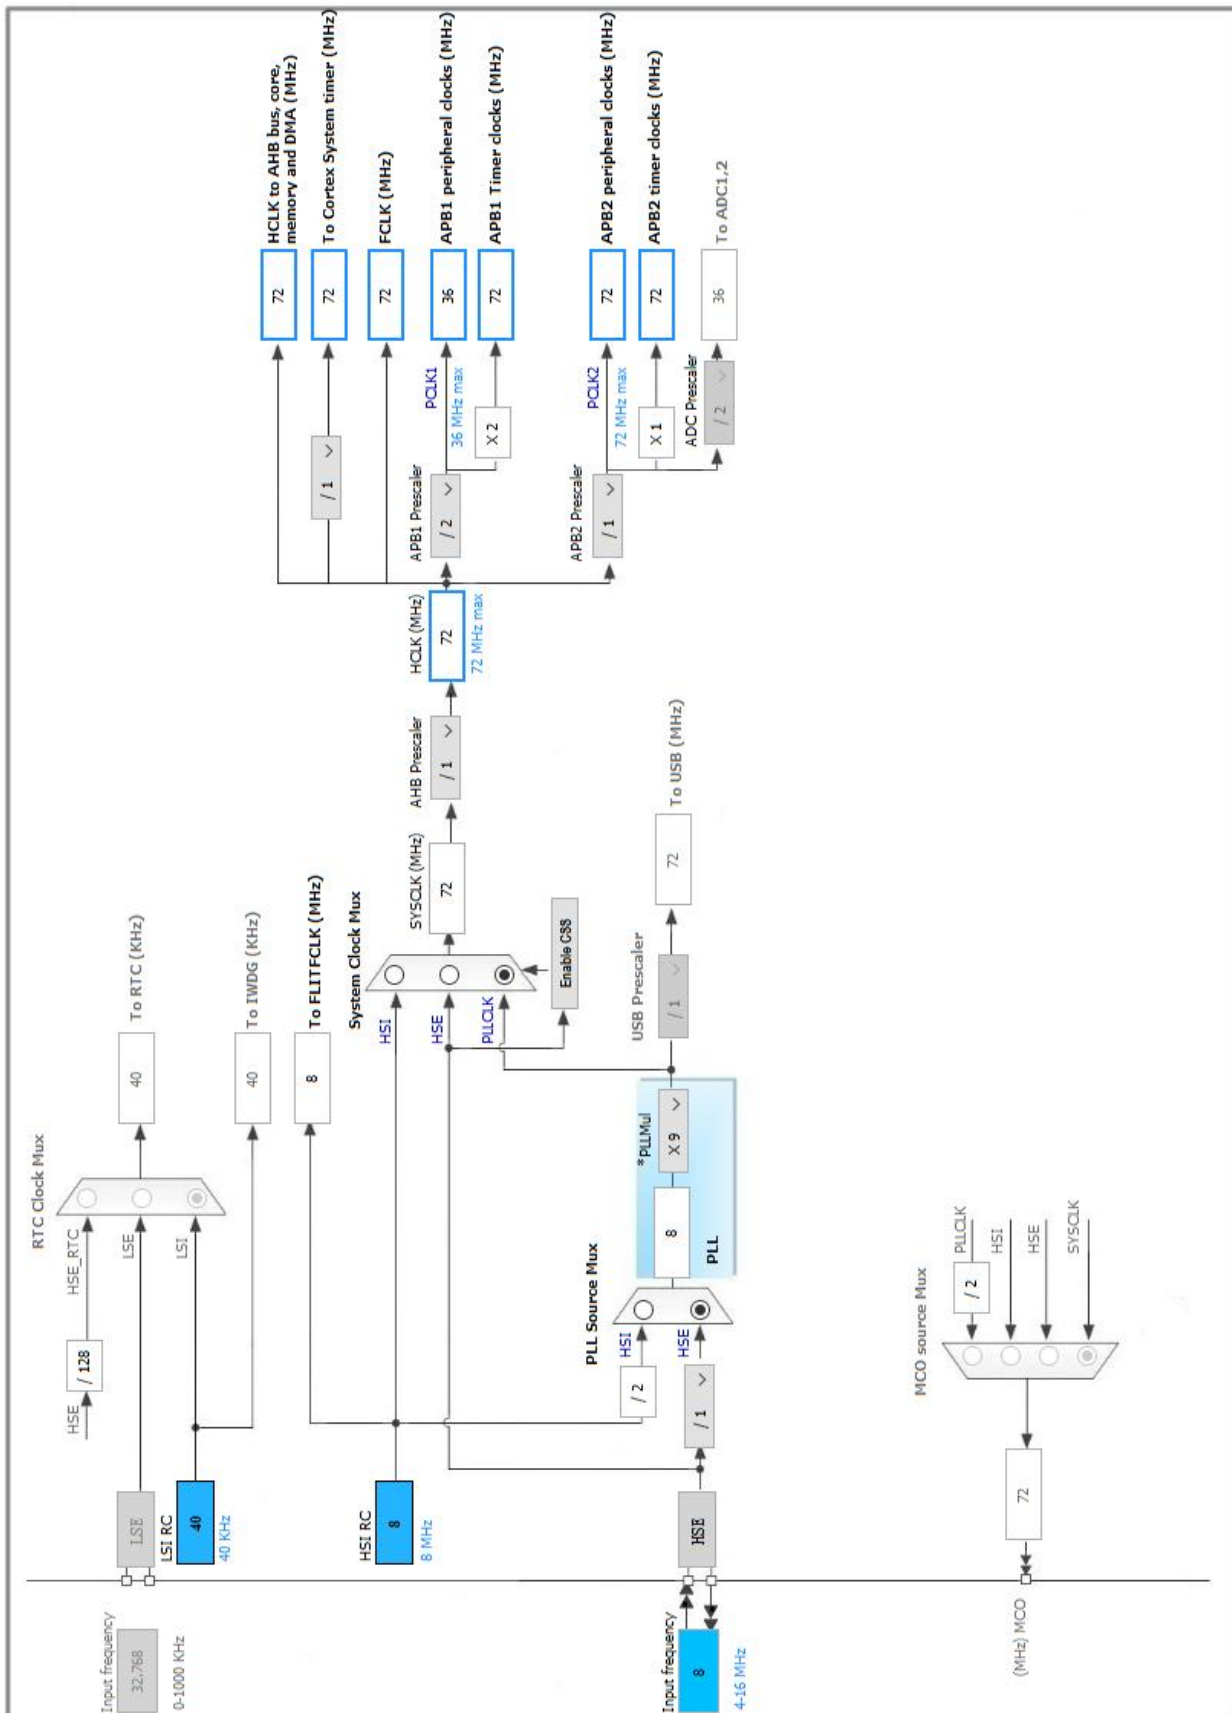 Input frequency
32.768
0-1000 KHz
LSE
LSI RC
40
40 KHz
HSE
/ 128
HSE_RTC
LSE
LSI
RTC Clock Mux
40
To RTC (KHz)
40
To IWDG (KHz)
HSI RC
8
8 MHz
8
To FLITFCLK (MHz)
Input frequency
8
4-16 MHz
HSE
/ 1
/ 2
HSI
HSE
PLL Source Mux
8
*PLLMul
X 9
PLL
USB Prescaler
/ 1
72
To USB (MHz)
System Clock Mux
HSI
HSE
PLLCLK
Enable CSS
SYSCLK (MHz)
72
AHB Prescaler
/ 1
HCLK (MHz)
72
72 MHz max
/ 1
APB1 Prescaler
/ 2
PCLK1
36 MHz max
X 2
APB2 Prescaler
/ 1
PCLK2
72 MHz max
X 1
ADC Prescaler
/ 2
72
HCLK to AHB bus, core,
memory and DMA (MHz)
72
To Cortex System timer (MHz)
72
FCLK (MHz)
36
APB1 peripheral clocks (MHz)
72
APB1 Timer clocks (MHz)
72
APB2 peripheral clocks (MHz)
72
APB2 timer clocks (MHz)
36
To ADC1,2
MCO source Mux
PLLCLK
/ 2
HSI
HSE
SYSCLK
72
(MHz) MCO